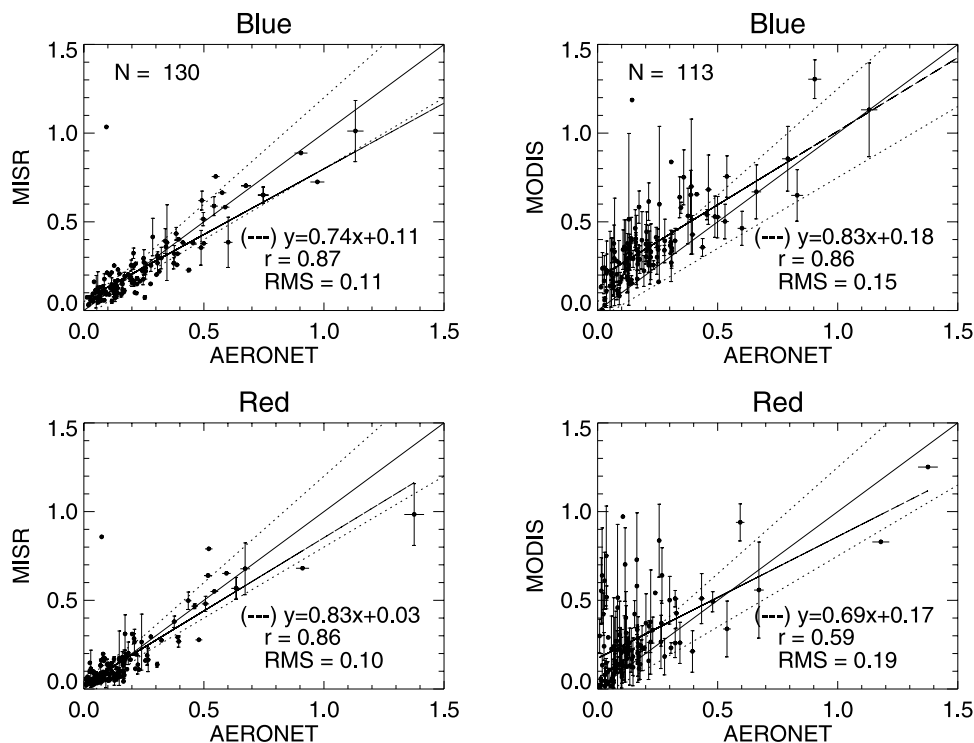 Blue
1.5
1.0
0.5
0.0
MISR
N = 130
(---) y=0.74x+0.11
r = 0.87
RMS = 0.11
0.0 0.5 1.0 1.5
AERONET
Blue
1.5
1.0
0.5
0.0
MODIS
N = 113
(---) y=0.83x+0.18
r = 0.86
RMS = 0.15
0.0 0.5 1.0 1.5
AERONET
Red
1.5
1.0
0.5
0.0
MISR
(---) y=0.83x+0.03
r = 0.86
RMS = 0.10
0.0 0.5 1.0 1.5
AERONET
Red
1.5
1.0
0.5
0.0
MODIS
(---) y=0.69x+0.17
r = 0.59
RMS = 0.19
0.0 0.5 1.0 1.5
AERONET